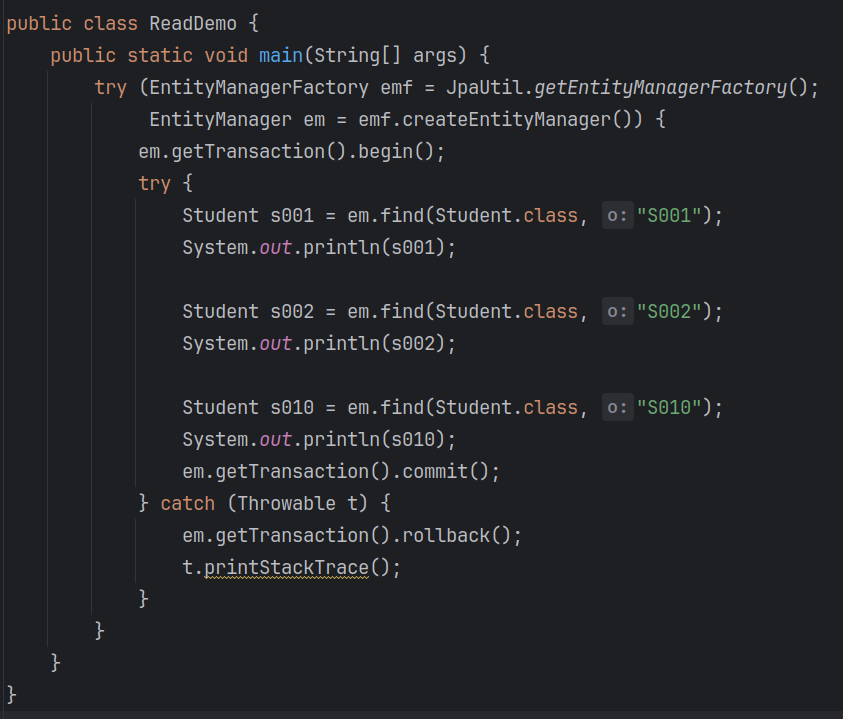 public class ReadDemo {
    public static void main(String[] args) {
        try (EntityManagerFactory emf = JpaUtil.getEntityManagerFactory();
             EntityManager em = emf.createEntityManager()) {
            em.getTransaction().begin();
            try {
                Student s001 = em.find(Student.class, o: "S001");
                System.out.println(s001);

                Student s002 = em.find(Student.class, o: "S002");
                System.out.println(s002);

                Student s010 = em.find(Student.class, o: "S010");
                System.out.println(s010);
                em.getTransaction().commit();
            } catch (Throwable t) {
                em.getTransaction().rollback();
                t.printStackTrace();
            }
        }
    }
}